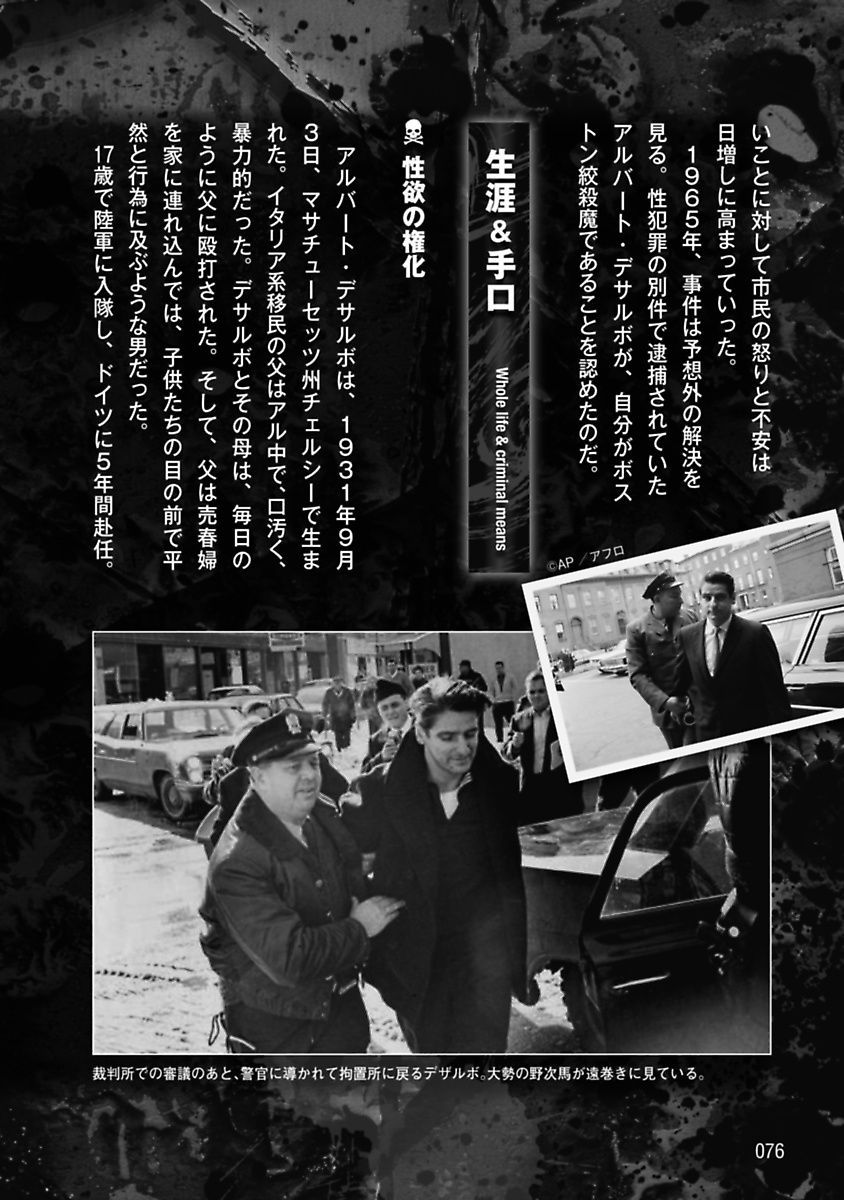 いことに対して市民の怒りと不安は
日増しに高まっていった。
１９６５年、事件は予想外の解決を
見る。性犯罪の別件で逮捕されていた
アルバート・デサルボが、自分がボス
トン絞殺魔であることを認めたのだ。
生涯＆手口 Whole life & criminal means
性欲の権化
アルバート・デサルボは、１９３１年９月
３日、マサチューセッツ州チェルシーで生ま
れた。イタリア系移民の父はアル中で、口汚く、
暴力的だった。デサルボとその母は、毎日の
ように父に殴打された。そして、父は売春婦
を家に連れ込んでは、子供たちの目の前で平
然と行為に及ぶような男だった。
17歳で陸軍に入隊し、ドイツに５年間赴任。
©AP／アフロ
裁判所での審議のあと、警官に導かれて拘置所に戻るデザルボ。大勢の野次馬が遠巻きに見ている。
076